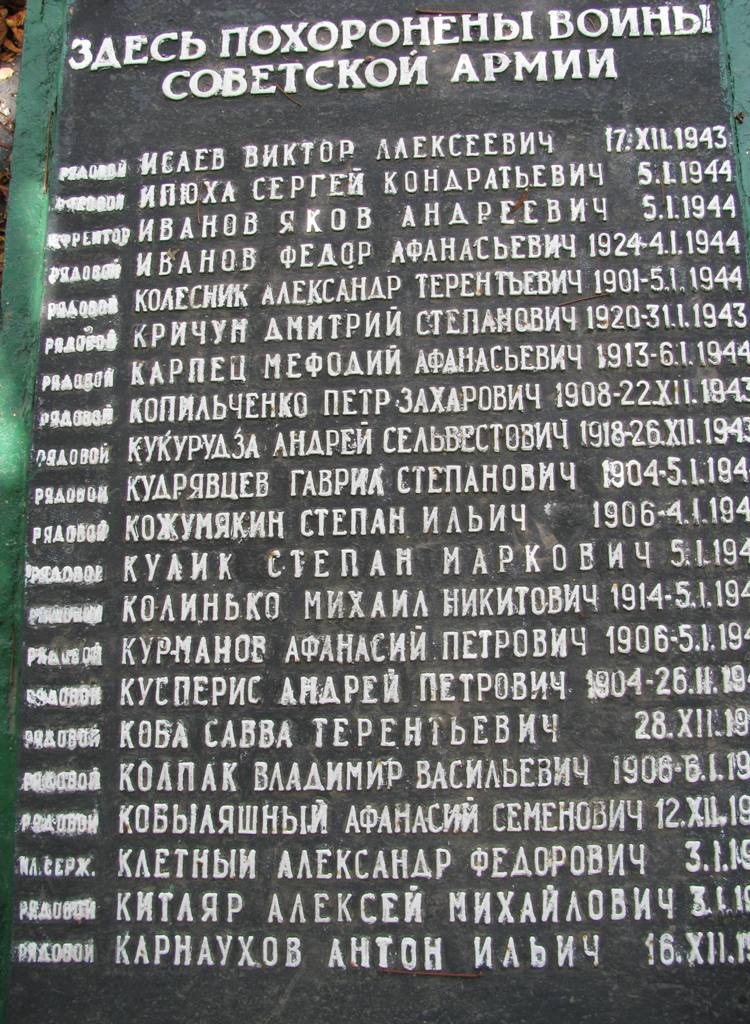 ЗДЕСЬ ПОХОРОНЕНЫ ВОИНЫ
СОВЕТСКОЙ АРМИИ
РЯДОВОЙ ИСАЕВ ВИКТОР АЛЕКСЕЕВИЧ 17.XII.1943
РЯДОВОЙ ИПЮХА СЕРГЕЙ КОНДРАТЬЕВИЧ 5.I.1944
ЕФРЕЙТОР ИВАНОВ ЯКОВ АНДРЕЕВИЧ 5.I.1944
РЯДОВОЙ ИВАНОВ ФЕДОР АФАНАСЬЕВИЧ 1924-4.I.1944
РЯДОВОЙ КОЛЕСНИК АЛЕКСАНДР ТЕРЕНТЬЕВИЧ 1901-5.I.1944
РЯДОВОЙ КРИЧУН ДМИТРИЙ СТЕПАНОВИЧ 1920-31.I.1943
РЯДОВОЙ КАРПЕЦ МЕФОДИЙ АФАНАСЬЕВИЧ 1913-6.I.1944
РЯДОВОЙ КОПИЛЬЧЕНКО ПЕТР ЗАХАРОВИЧ 1908-22.XII.1943
РЯДОВОЙ КУКУРУДЗА АНДРЕЙ СЕЛЬВЕСТОВИЧ 1918-26.XII.194
РЯДОВОЙ КУДРЯВЦЕВ ГАВРИЛ СТЕПАНОВИЧ 1904-5.I.194
РЯДОВОЙ КОЖУМЯКИН СТЕПАН ИЛЬИЧ 1906-4.I.194
РЯДОВОЙ КУЛИК СТЕПАН МАРКОВИЧ 5.I.194
КОЛИНЬКО МИХАИЛ НИКИТОВИЧ 1914-5.I.194
РЯДОВОЙ КУРМАНОВ АФАНАСИЙ ПЕТРОВИЧ 1906-5.I.194
РЯДОВОЙ КУСПЕРИС АНДРЕЙ ПЕТРОВИЧ 1904-26.II.19
РЯДОВОЙ КОБА САВВА ТЕРЕНТЬЕВИЧ 28.XII.19
РЯДОВОЙ КОЛПАК ВЛАДИМИР ВАСИЛЬЕВИЧ 1906-6.I.19
РЯДОВОЙ КОБЫЛЯШНЫЙ АФАНАСИЙ СЕМЕНОВИЧ 12.XII.19
МЛ.СЕРЖ. КЛЕТНЫЙ АЛЕКСАНДР ФЕДОРОВИЧ 3.I.19
РЯДОВОЙ КИТЛЯР АЛЕКСЕЙ МИХАЙЛОВИЧ 3.I.19
РЯДОВОЙ КАРНАУХОВ АНТОН ИЛЬИЧ 16.XII.19